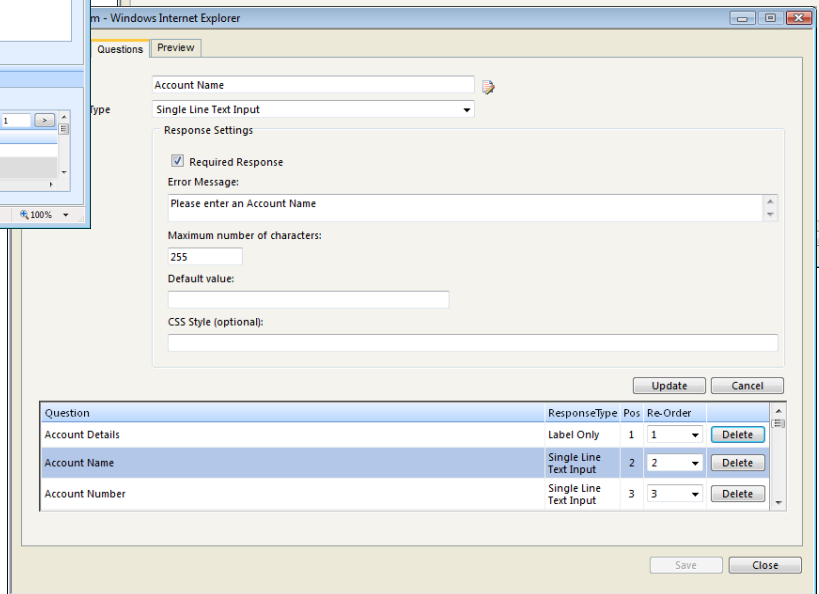 m - Windows Internet Explorer
Questions Preview
Account Name
Type Single Line Text Input
Response Settings
1 >
Required Response
Error Message:
Please enter an Account Name
100%
Maximum number of characters:
255
Default value:
CSS Style (optional):
Update Cancel
Question ResponseType Pos Re-Order
Account Details Label Only 1 1 Delete
Account Name Single Line Text Input 2 2 Delete
Account Number Single Line Text Input 3 3 Delete
Save Close